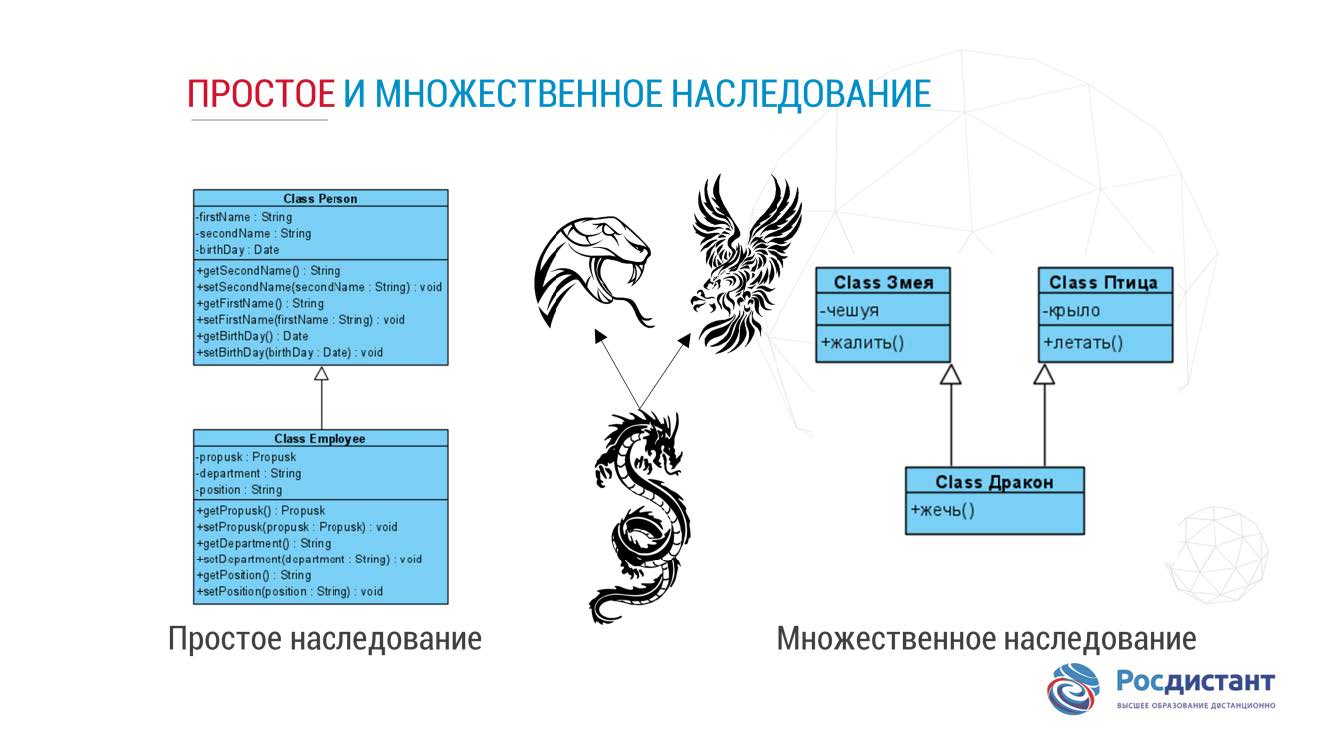 ПРОСТОЕ И МНОЖЕСТВЕННОЕ НАСЛЕДОВАНИЕ
Class Person
-firstName : String
-secondName : String
-birthDay : Date
+getSecondName() : String
+setSecondName(secondName : String) : void
+getFirstName() : String
+setFirstName(firstName : String) : void
+getBirthDay() : Date
+setBirthDay(birthDay : Date) : void
Class Employee
-propusk : Propusk
-department : String
-position : String
+getPropusk() : Propusk
+setPropusk(propusk : Propusk) : void
+getDepartment() : String
+setDepartment(department : String) : void
+getPosition() : String
+setPosition(position : String) : void
Простое наследование
Class Змея
-чешуя
+жалить()
Class Птица
-крыло
+летать()
Class Дракон
+жечь()
Множественное наследование
Росдистант
ВЫСШЕЕ ОБРАЗОВАНИЕ ДИСТАНЦИОННО